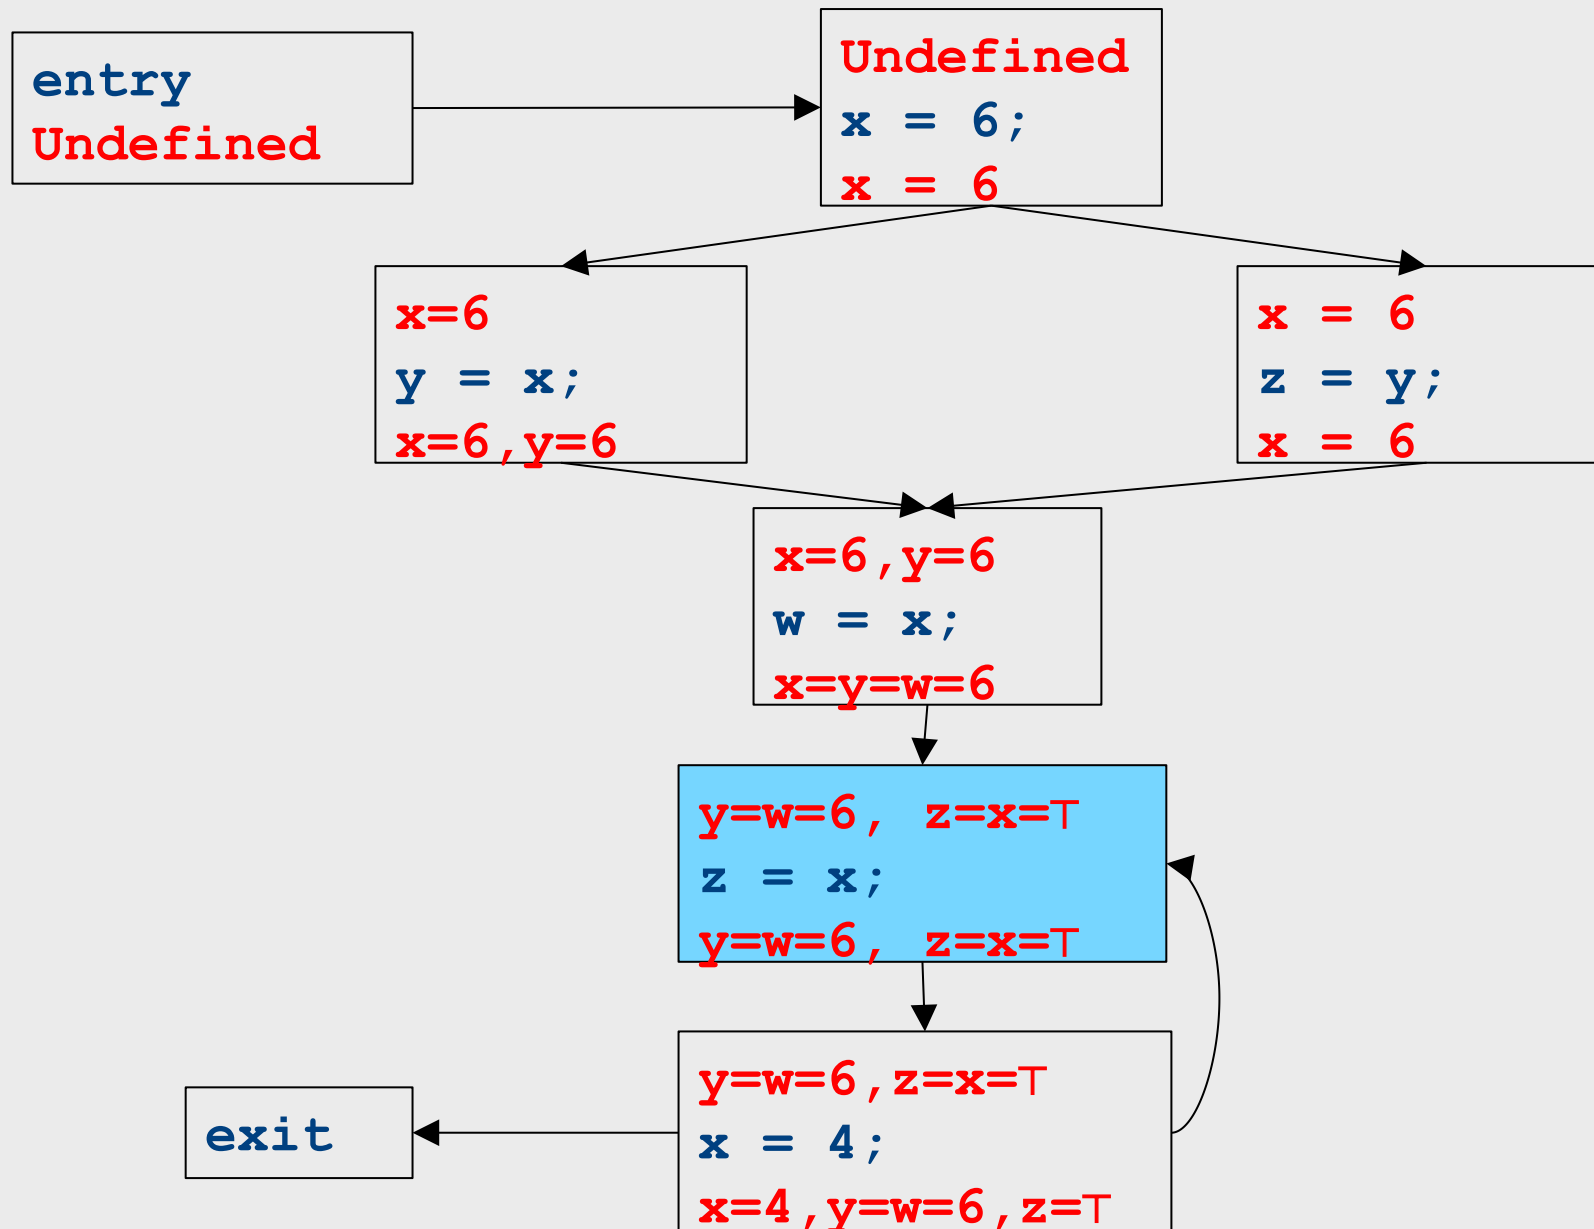 entry
Undefined
Undefined
x = 6;
x = 6
x=6
y = x;
x=6,y=6
x = 6
z = y;
x = 6
x=6,y=6
w = x;
x=y=w=6
y=w=6, z=x=⊤
z = x;
y=w=6, z=x=⊤
y=w=6,z=x=⊤
x = 4;
x=4,y=w=6,z=⊤
exit